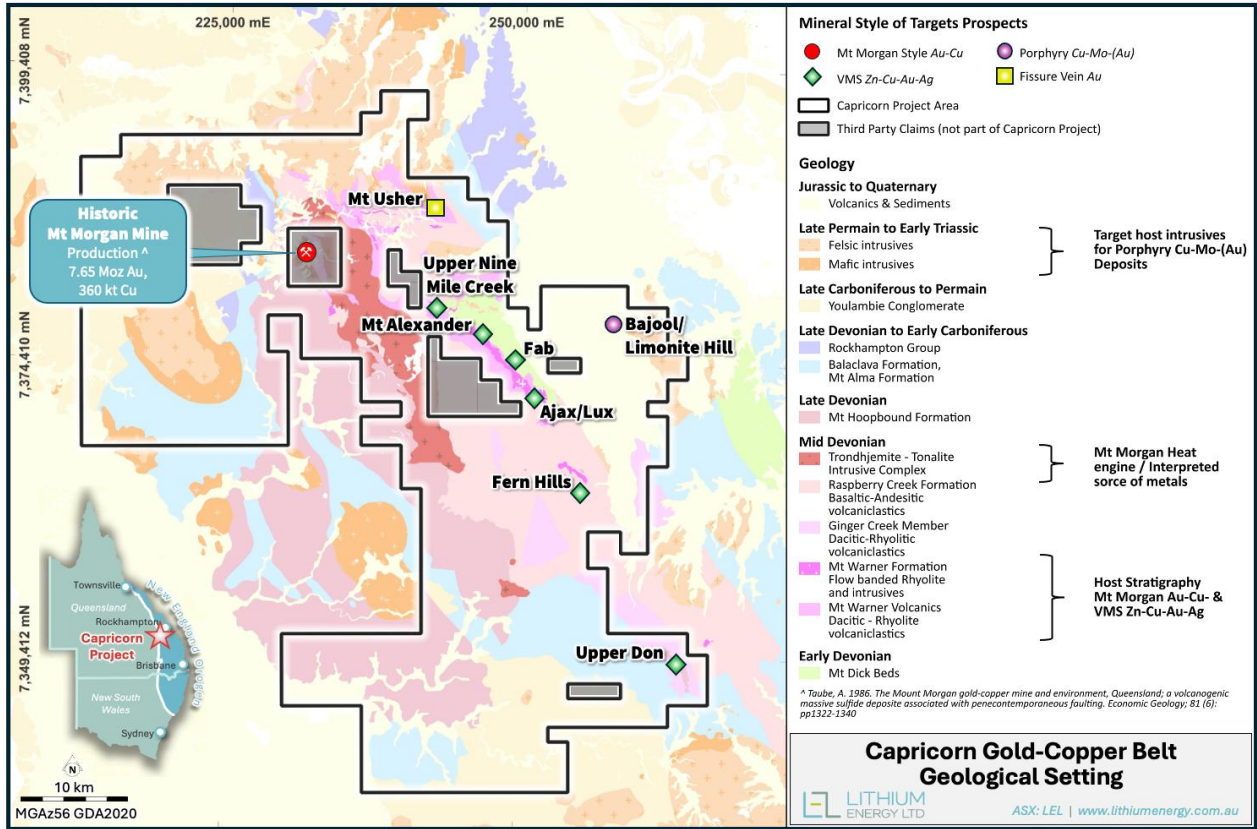 225,000 mE
250,000 mE
7,399,408 mN
7,374,410 mN
7,349,412 mN
Historic
Mt Morgan Mine
Production ^
7.65 Moz Au,
360 kt Cu
Mt Usher
Upper Nine
Mile Creek
Mt Alexander
Fab
Bajool/
Limonite Hill
Ajax/Lux
Fern Hills
Upper Don
Townsville
New England Orogen
Queensland
Rockhampton
Capricorn
Project
Brisbane
New South
Wales
Sydney
N
10 km
MGAz56 GDA2020
Mineral Style of Targets Prospects
Mt Morgan Style Au-Cu
Porphyry Cu-Mo-(Au)
VMS Zn-Cu-Au-Ag
Fissure Vein Au
Capricorn Project Area
Third Party Claims (not part of Capricorn Project)
Geology
Jurassic to Quaternary
Volcanics & Sediments
Late Permain to Early Triassic
Felsic intrusives
Mafic intrusives
Target host intrusives
for Porphyry Cu-Mo-(Au)
Deposits
Late Carboniferous to Permain
Youlambie Conglomerate
Late Devonian to Early Carboniferous
Rockhampton Group
Balaclava Formation,
Mt Alma Formation
Late Devonian
Mt Hoopbound Formation
Mid Devonian
Trondhjemite - Tonalite
Intrusive Complex
Raspberry Creek Formation
Basaltic-Andesitic
volcaniclastics
Ginger Creek Member
Dacitic-Rhyolitic
volcaniclastics
Mt Warner Formation
Flow banded Rhyolite
and intrusives
Mt Warner Volcanics
Dacitic - Rhyolite
volcaniclastics
Mt Morgan Heat
engine / Interpreted
sorce of metals
Host Stratigraphy
Mt Morgan Au-Cu- &
VMS Zn-Cu-Au-Ag
Early Devonian
Mt Dick Beds
^ Taube, A. 1986. The Mount Morgan gold-copper mine and environment, Queensland; a volcanogenic
massive sulfide deposite associated with penecontemporaneous faulting. Economic Geology; 81 (6):
pp1322-1340
Capricorn Gold-Copper Belt
Geological Setting
LITHIUM
ENERGY LTD
ASX: LEL | www.lithiumenergy.com.au